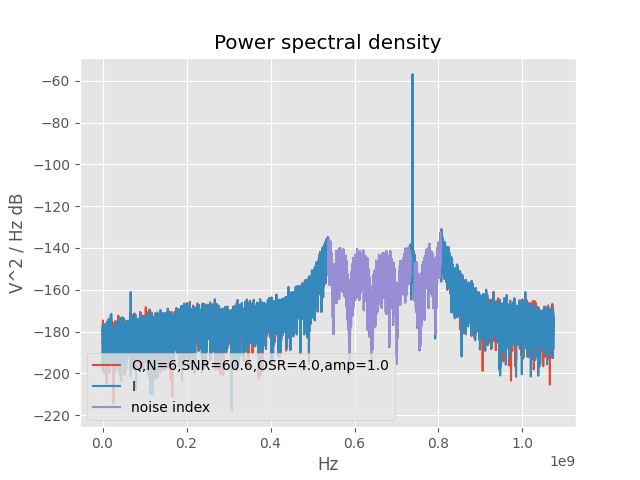 Power spectral density
V^2 / Hz dB
−60
−80
−100
−120
−140
−160
−180
−200
−220
Q,N=6,SNR=60.6,OSR=4.0,amp=1.0
I
noise index
0.0 0.2 0.4 0.6 0.8 1.0
1e9
Hz